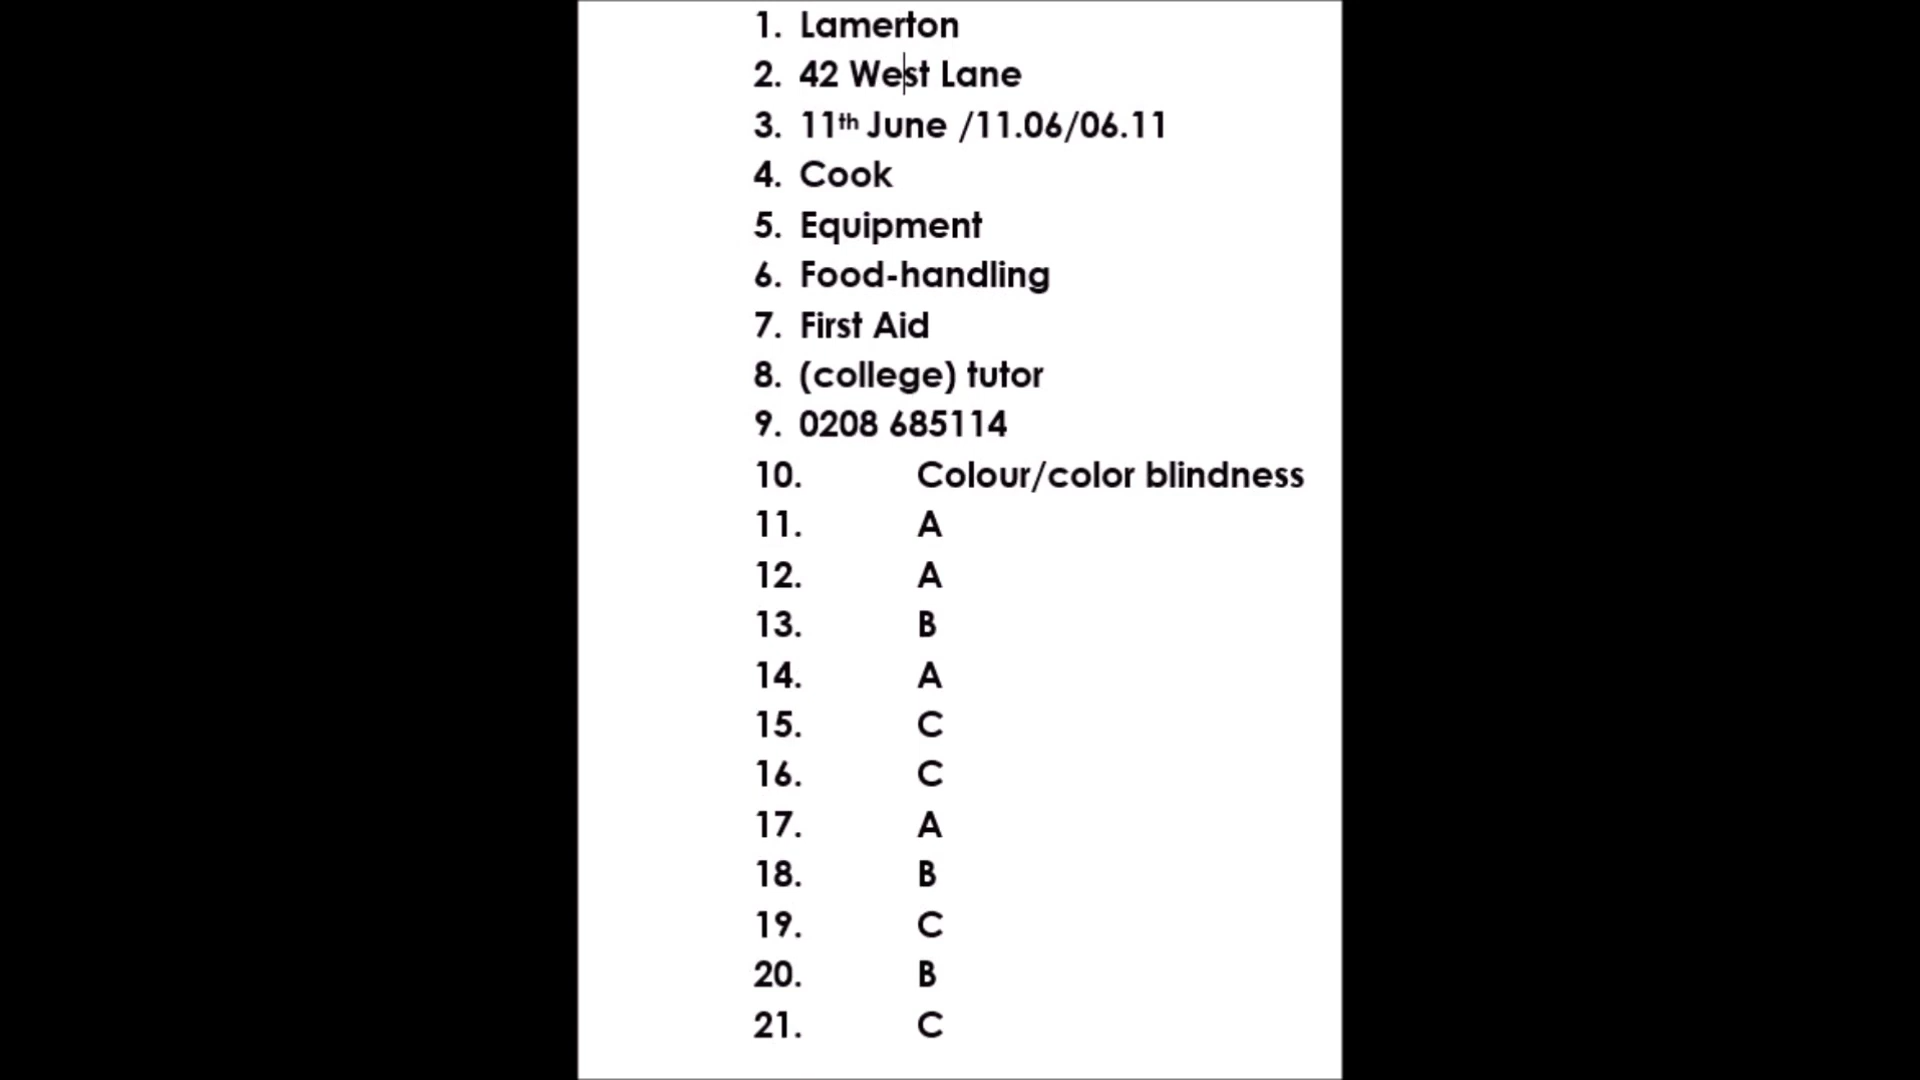 1. Lamerton
2. 42 West Lane
3. 11th June /11.06/06.11
4. Cook
5. Equipment
6. Food-handling
7. First Aid
8. (college) tutor
9. 0208 685114
10. Colour/color blindness
11. A
12. A
13. B
14. A
15. C
16. C
17. A
18. B
19. C
20. B
21. C